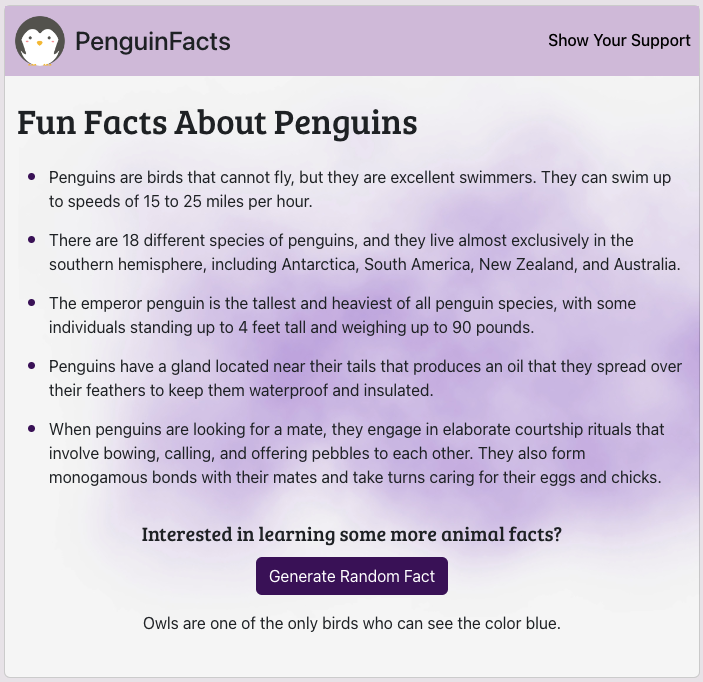 PenguinFacts
Show Your Support
Fun Facts About Penguins
Penguins are birds that cannot fly, but they are excellent swimmers. They can swim up
to speeds of 15 to 25 miles per hour.
There are 18 different species of penguins, and they live almost exclusively in the
southern hemisphere, including Antarctica, South America, New Zealand, and Australia.
The emperor penguin is the tallest and heaviest of all penguin species, with some
individuals standing up to 4 feet tall and weighing up to 90 pounds.
Penguins have a gland located near their tails that produces an oil that they spread over
their feathers to keep them waterproof and insulated.
When penguins are looking for a mate, they engage in elaborate courtship rituals that
involve bowing, calling, and offering pebbles to each other. They also form
monogamous bonds with their mates and take turns caring for their eggs and chicks.
Interested in learning some more animal facts?
Generate Random Fact
Owls are one of the only birds who can see the color blue.